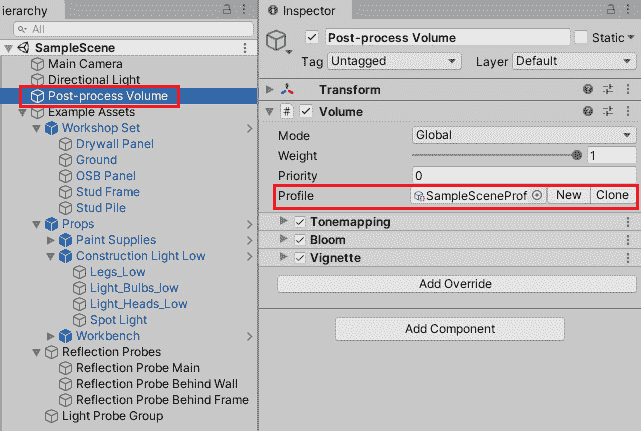 ierarchy
All
SampleScene
Main Camera
Directional Light
Post-process Volume
Example Assets
Workshop Set
Drywall Panel
Ground
OSB Panel
Stud Frame
Stud Pile
Props
Paint Supplies
Construction Light Low
Legs_Low
Light_Bulbs_low
Light_Heads_Low
Spot Light
Workbench
Reflection Probes
Reflection Probe Main
Reflection Probe Behind Wall
Reflection Probe Behind Frame
Light Probe Group
Inspector
Post-process Volume Static
Tag Untagged Layer Default
Transform
# Volume
Mode Global
Weight 1
Priority 0
Profile SampleSceneProf New Clone
Tonemapping
Bloom
Vignette
Add Override
Add Component